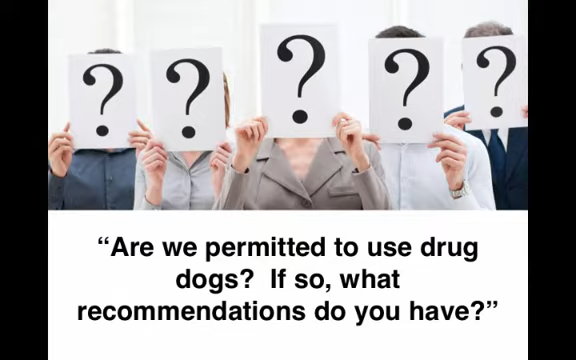 ?
?
?
?
?
“Are we permitted to use drug
dogs?  If so, what
recommendations do you have?”